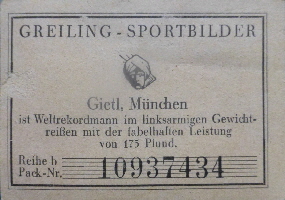 GREILING-SPORTBILDER
Gietl, München
ist Weltrekordmann im linksarmigen Gewicht-
reißen mit der fabelhaften Leistung
von 175 Pfund.
Reihe b
Pack-Nr. 10937434